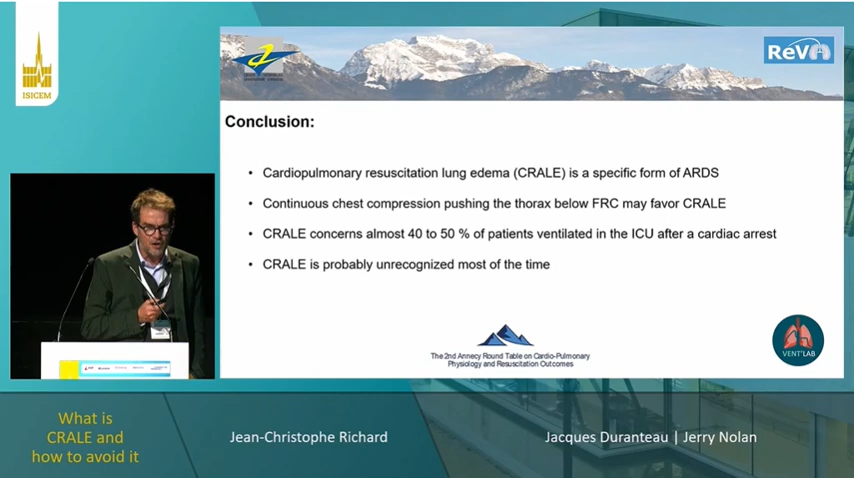 ISICEM
ReVA
Conclusion:
• Cardiopulmonary resuscitation lung edema (CRALE) is a specific form of ARDS
• Continuous chest compression pushing the thorax below FRC may favor CRALE
• CRALE concerns almost 40 to 50 % of patients ventilated in the ICU after a cardiac arrest
• CRALE is probably unrecognized most of the time
The 2nd Annecy Round Table on Cardio-Pulmonary
Physiology and Resuscitation Outcomes
VENT'LAB
What is
CRALE and
how to avoid it
Jean-Christophe Richard
Jacques Duranteau | Jerry Nolan